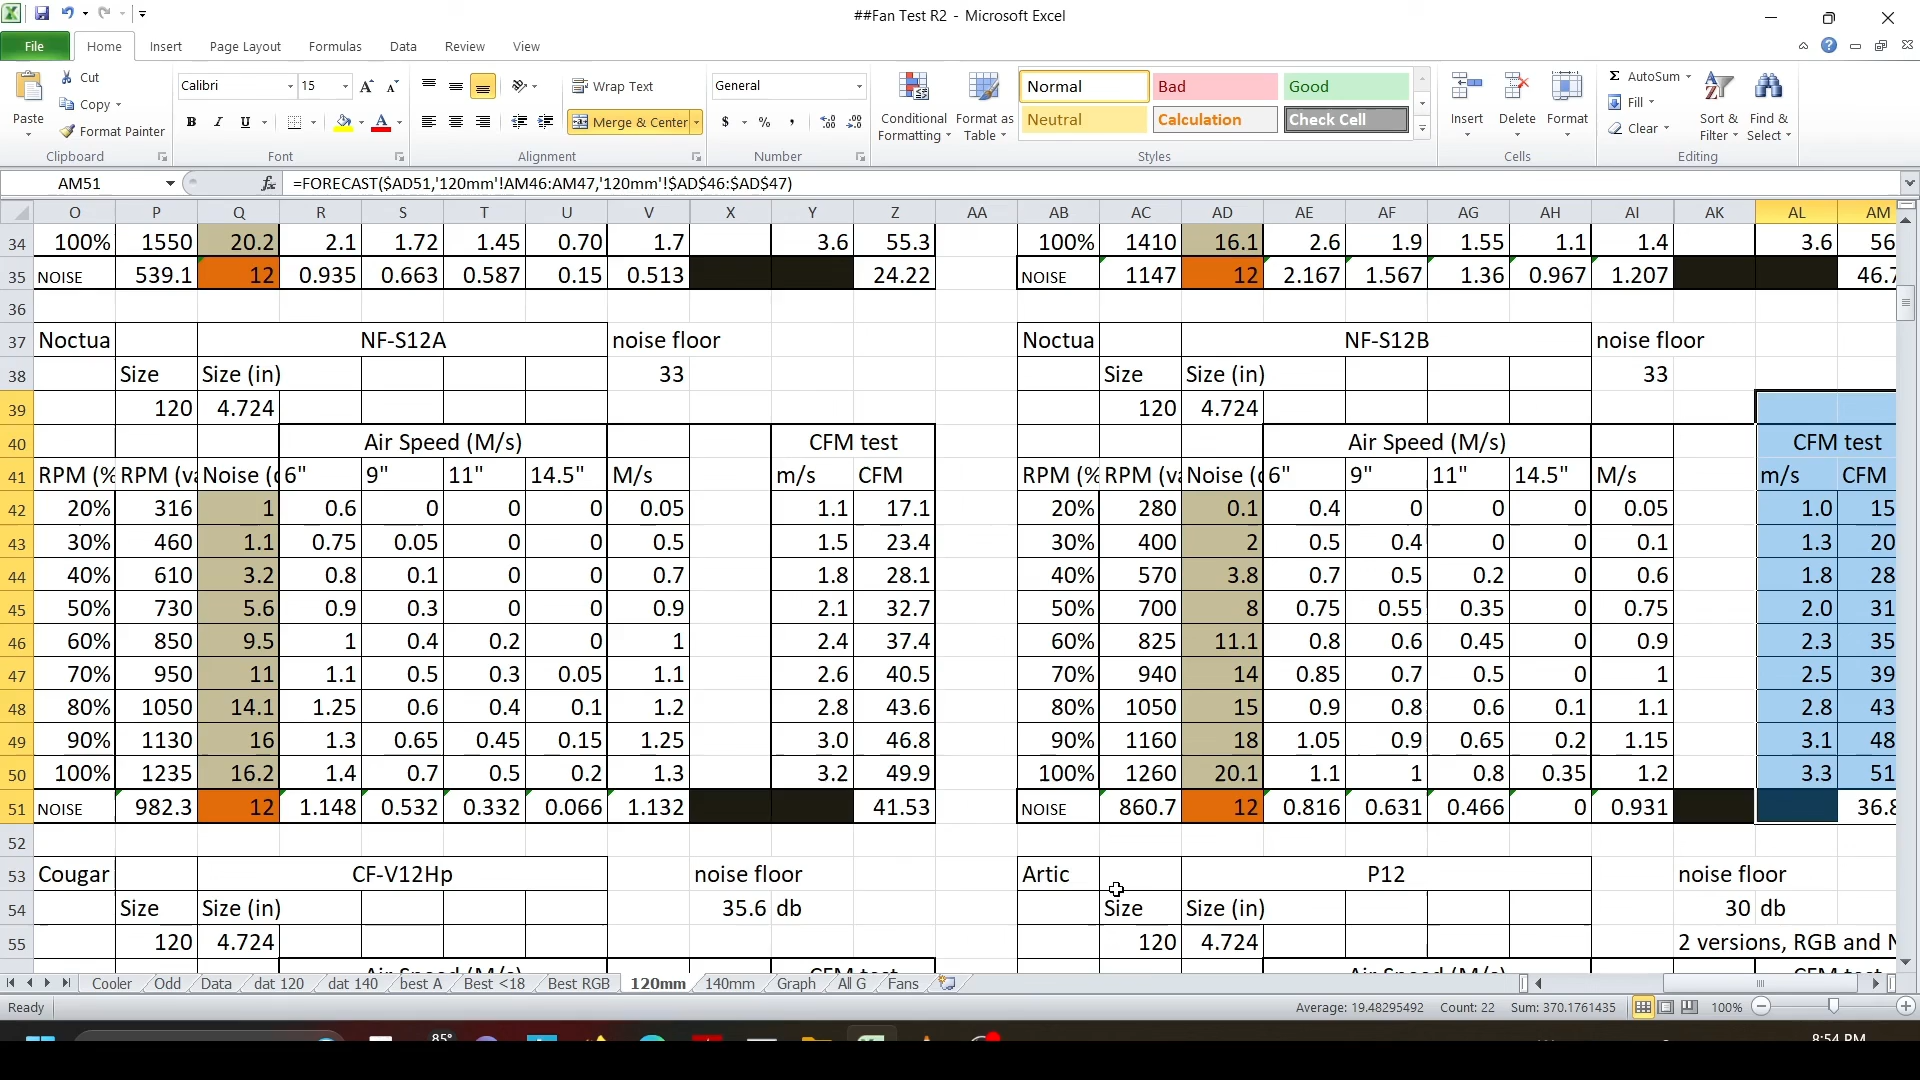 ##Fan Test R2 - Microsoft Excel
File Home Insert Page Layout Formulas Data Review View
Paste
Cut
Copy
Format Painter
Clipboard
Calibri 15
B I U
Font
Wrap Text
Merge & Center
Alignment
General
$ % ,
Number
Conditional Formatting
Format as Table
Normal Bad Good
Neutral Calculation Check Cell
Styles
Insert Delete Format
Cells
AutoSum
Fill
Clear
Sort & Filter
Find & Select
Editing
AM51 fx =FORECAST($AD51,'120mm'!AM46:AM47,'120mm'!$AD$46:$AD$47)
O P Q R S T U V X Y Z AA AB AC AD AE AF AG AH AI AK AL AM
34 100% 1550 20.2 2.1 1.72 1.45 0.70 1.7 3.6 55.3 100% 1410 16.1 2.6 1.9 1.55 1.1 1.4 3.6 56
35 NOISE 539.1 12 0.935 0.663 0.587 0.15 0.513 24.22 NOISE 1147 12 2.167 1.567 1.36 0.967 1.207 46.7
36
37 Noctua NF-S12A noise floor Noctua NF-S12B noise floor
38 Size Size (in) 33 Size Size (in) 33
39 120 4.724 120 4.724
40 Air Speed (M/s) CFM test Air Speed (M/s) CFM test
41 RPM (% RPM (va Noise (d 6" 9" 11" 14.5" M/s m/s CFM RPM (% RPM (va Noise (d 6" 9" 11" 14.5" M/s m/s CFM
42 20% 316 1 0.6 0 0 0 0.05 1.1 17.1 20% 280 0.1 0.4 0 0 0 0.05 1.0 15
43 30% 460 1.1 0.75 0.05 0 0 0.5 1.5 23.4 30% 400 2 0.5 0.4 0 0 0.1 1.3 20
44 40% 610 3.2 0.8 0.1 0 0 0.7 1.8 28.1 40% 570 3.8 0.7 0.5 0.2 0 0.6 1.8 28
45 50% 730 5.6 0.9 0.3 0 0 0.9 2.1 32.7 50% 700 8 0.75 0.55 0.35 0 0.75 2.0 31
46 60% 850 9.5 1 0.4 0.2 0 1 2.4 37.4 60% 825 11.1 0.8 0.6 0.45 0 0.9 2.3 35
47 70% 950 11 1.1 0.5 0.3 0.05 1.1 2.6 40.5 70% 940 14 0.85 0.7 0.5 0 1 2.5 39
48 80% 1050 14.1 1.25 0.6 0.4 0.1 1.2 2.8 43.6 80% 1050 15 0.9 0.8 0.6 0.1 1.1 2.8 43
49 90% 1130 16 1.3 0.65 0.45 0.15 1.25 3.0 46.8 90% 1160 18 1.05 0.9 0.65 0.2 1.15 3.1 48
50 100% 1235 16.2 1.4 0.7 0.5 0.2 1.3 3.2 49.9 100% 1260 20.1 1.1 1 0.8 0.35 1.2 3.3 51
51 NOISE 982.3 12 1.148 0.532 0.332 0.066 1.132 41.53 NOISE 860.7 12 0.816 0.631 0.466 0 0.931 36.8
52
53 Cougar CF-V12Hp noise floor Artic P12 noise floor
54 Size Size (in) 35.6 db Size Size (in) 30 db
55 120 4.724 120 4.724 2 versions, RGB and N
Air Speed (M/s) CFM test Air Speed (M/s) CFM test
Cooler Odd Data dat 120 dat 140 best A Best <18 Best RGB 120mm 140mm Graph All G Fans
Ready Average: 19.48295492 Count: 22 Sum: 370.1761435 100%
85° 8:54 PM